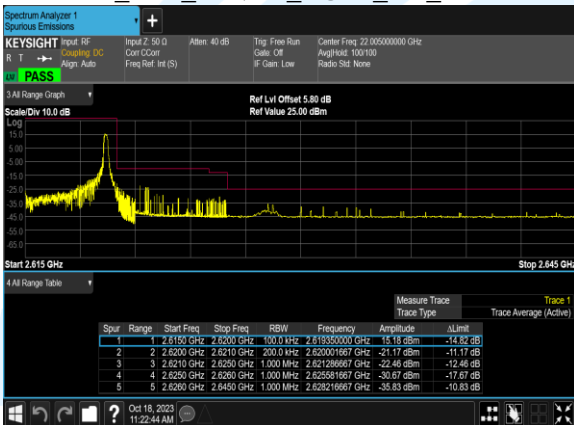 Spectrum Analyzer 1
Spurious Emissions
KEYSIGHT Input: RF Input Z: 50 Ω Atten: 40 dB Trig: Free Run Center Freq: 22.005000000 GHz
R T Coupling: DC Corr CCorr Gate: Off Avg|Hold: 100/100
Align: Auto Freq Ref: Int (S) IF Gain: Low Radio Std: None
PASS
3 All Range Graph
Ref Lvl Offset 5.80 dB
Scale/Div 10.0 dB Ref Value 25.00 dBm
Log
15.0
5.00
-5.00
-15.0
-25.0
-35.0
-45.0
-55.0
-65.0
Start 2.615 GHz Stop 2.645 GHz
4 All Range Table
Measure Trace Trace 1
Trace Type Trace Average (Active)
Spur Range Start Freq Stop Freq RBW Frequency Amplitude ΔLimit
1 1 2.6150 GHz 2.6200 GHz 100.0 kHz 2.619350000 GHz 15.18 dBm -14.82 dB
2 2 2.6200 GHz 2.6210 GHz 200.0 kHz 2.620001667 GHz -21.17 dBm -11.17 dB
3 3 2.6210 GHz 2.6250 GHz 1.000 MHz 2.621286667 GHz -22.46 dBm -12.46 dB
4 4 2.6250 GHz 2.6260 GHz 1.000 MHz 2.625581667 GHz -30.67 dBm -17.67 dB
5 5 2.6260 GHz 2.6450 GHz 1.000 MHz 2.628216667 GHz -35.83 dBm -10.83 dB
? Oct 18, 2023
11:22:44 AM